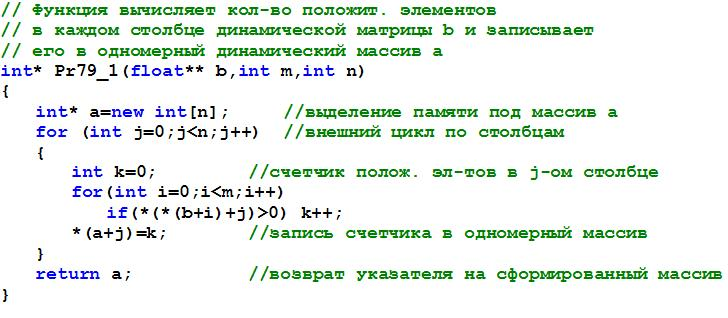 // Функция вычисляет кол-во положит. элементов
// в каждом столбце динамической матрицы b и записывает
// его в одномерный динамический массив a
int* Pr79_1(float** b,int m,int n)
{
int* a=new int[n]; //выделение памяти под массив a
for (int j=0;j<n;j++) //внешний цикл по столбцам
{
int k=0; //счетчик полож. эл-тов в j-ом столбце
for(int i=0;i<m;i++)
if(*(*(b+i)+j)>0) k++;
*(a+j)=k; //запись счетчика в одномерный массив
}
return a; //возврат указателя на сформированный массив
}